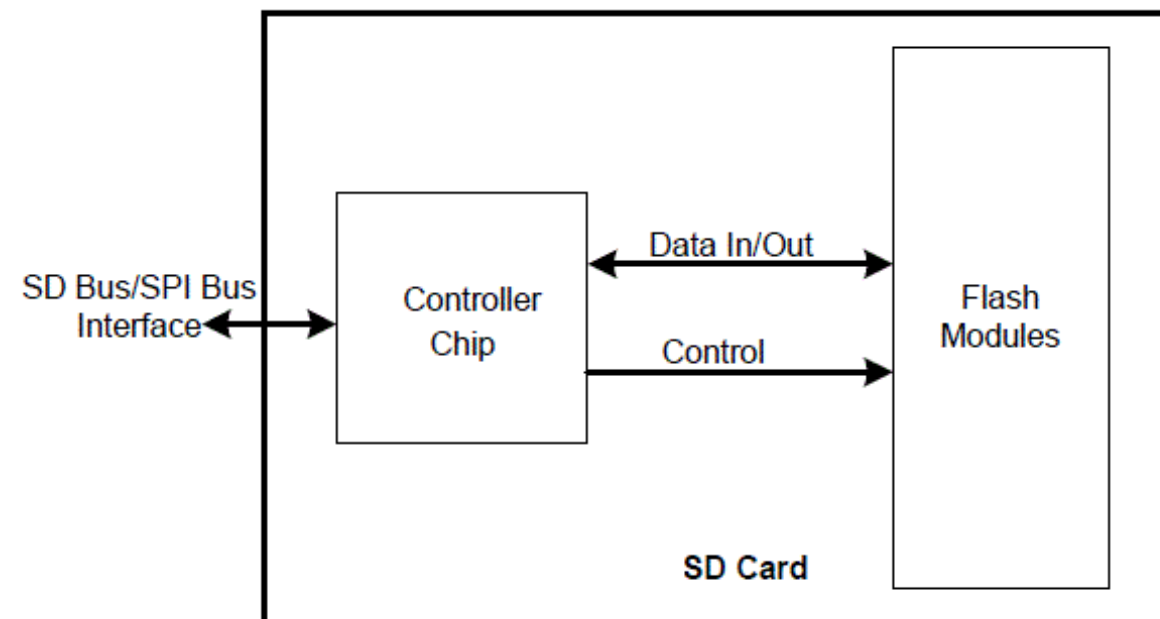 SD Bus/SPI Bus
Interface
Controller
Chip
Data In/Out
Control
Flash
Modules
SD Card